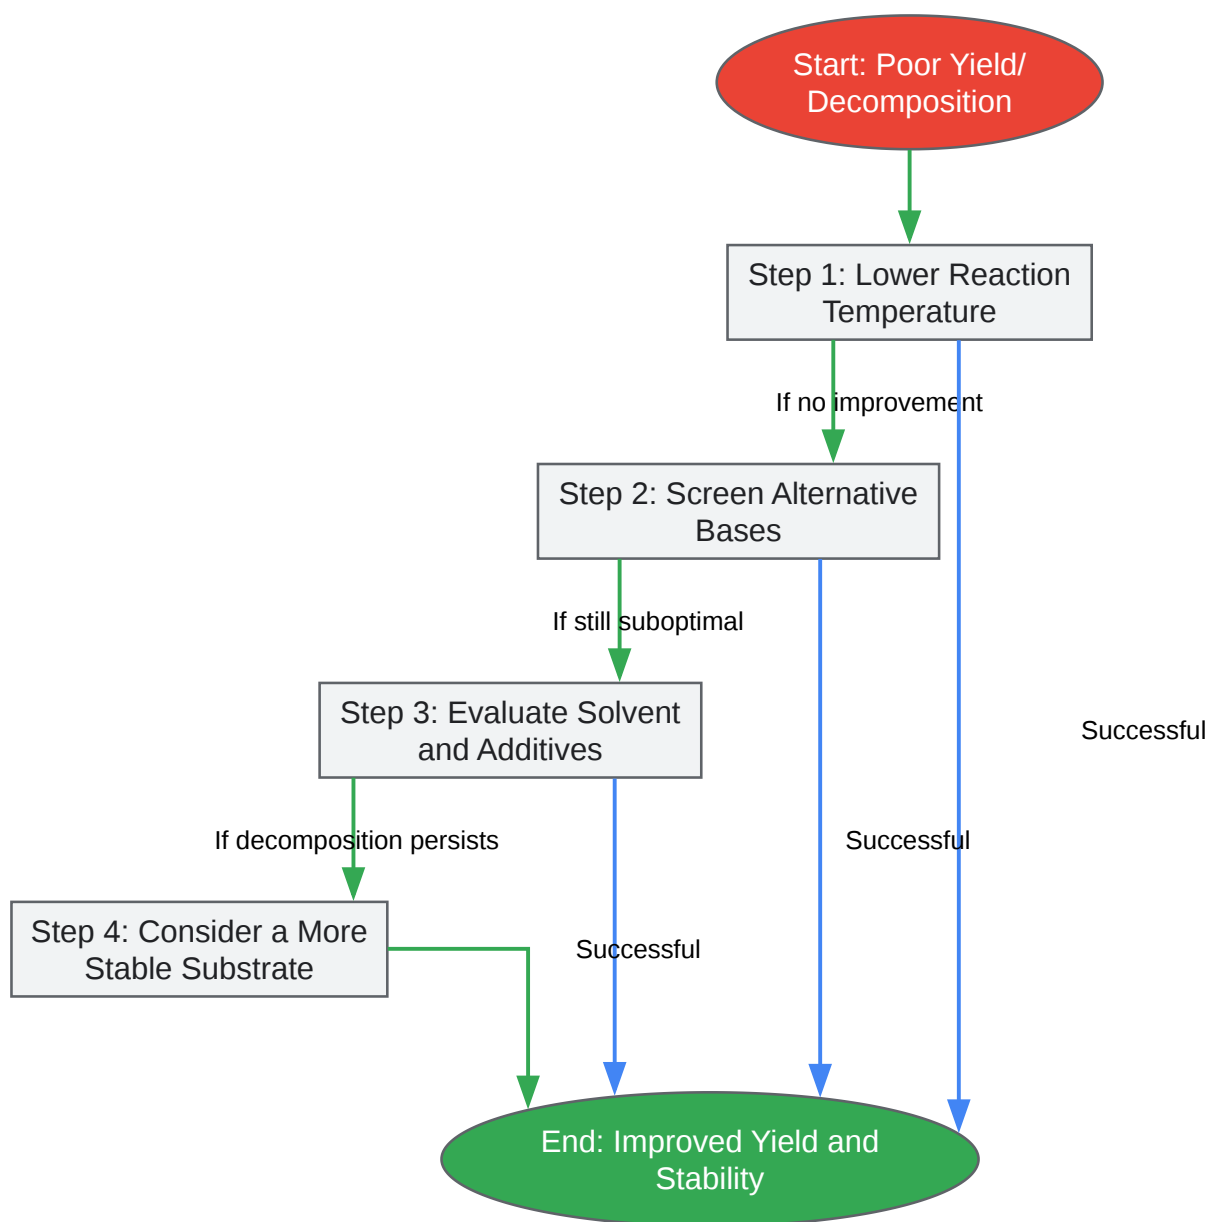 Start: Poor Yield/
Decomposition
Step 1: Lower Reaction
Temperature
If no improvement
Step 2: Screen Alternative
Bases
If still suboptimal
Step 3: Evaluate Solvent
and Additives
Successful
If decomposition persists
Successful
Step 4: Consider a More
Stable Substrate
Successful
End: Improved Yield and
Stability